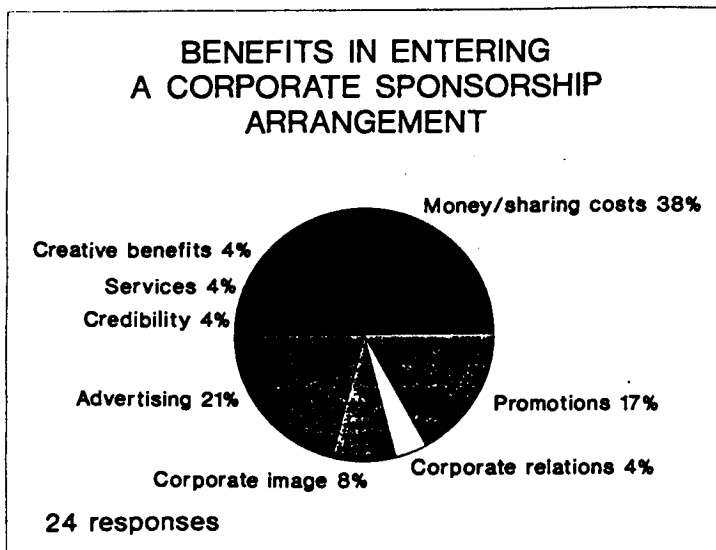 BENEFITS IN ENTERING
A CORPORATE SPONSORSHIP
ARRANGEMENT
Money/sharing costs 38%
Creative benefits 4%
Services 4%
Credibility 4%
Advertising 21%
Promotions 17%
Corporate image 8%
Corporate relations 4%
24 responses